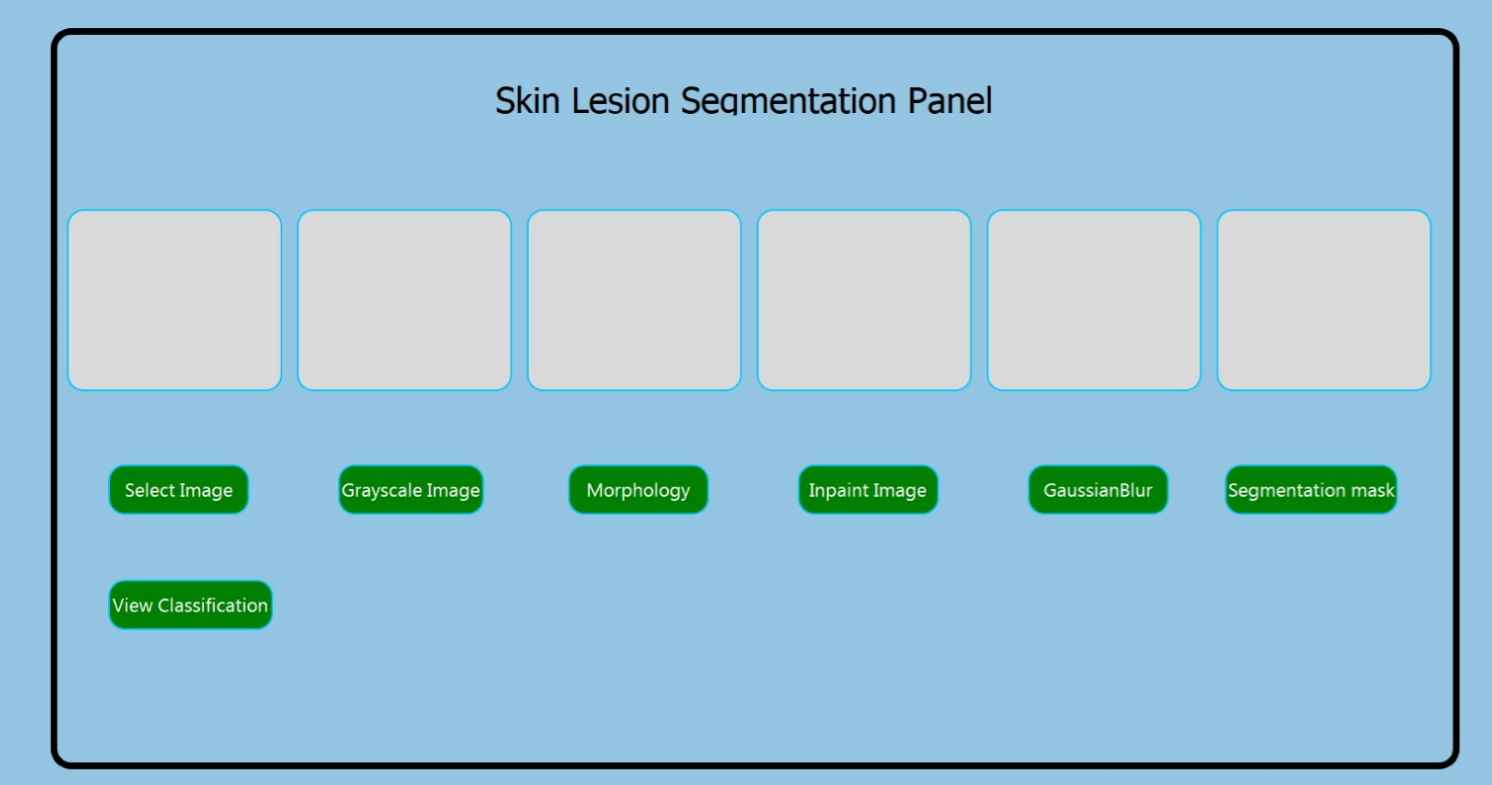 Skin Lesion Segmentation Panel
Select Image
Grayscale Image
Morphology
Inpaint Image
GaussianBlur
Segmentation mask
View Classification